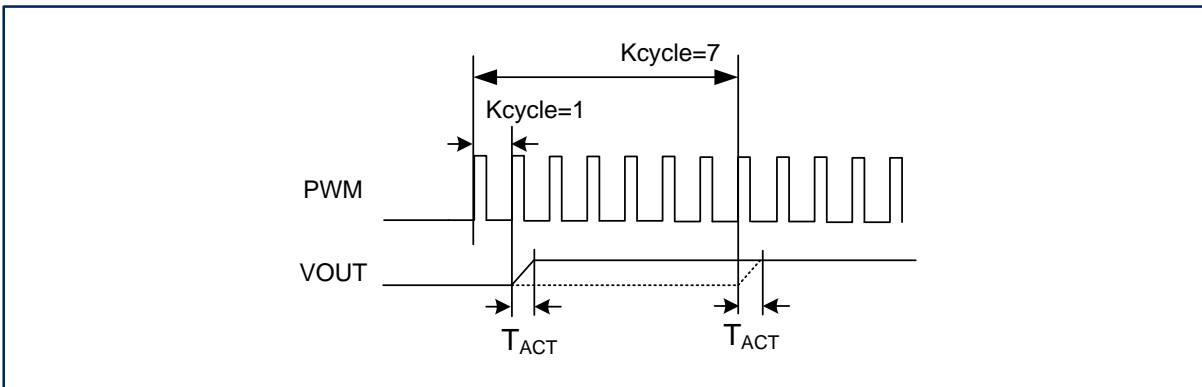 Kcycle=7
Kcycle=1
PWM
VOUT
TACT
TACT